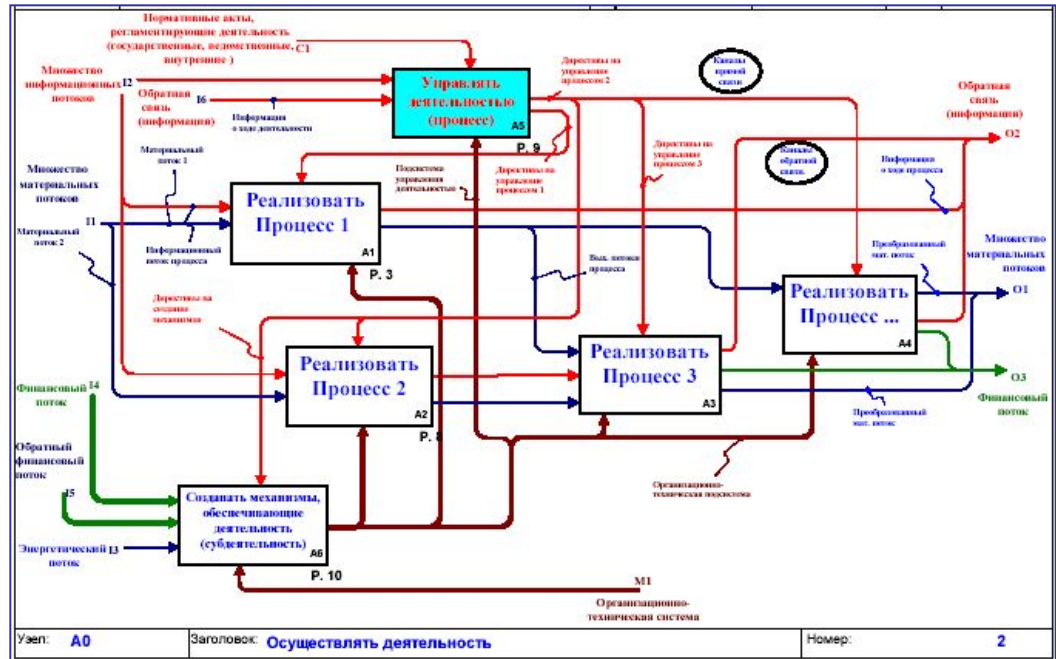 Нормативные акты,
регламентирующие деятельность
(государственные, ведомственные,
внутренние )
C1
Множество
информационных
потоков
I2
Обратная
связь
(информация)
I6
Информация
о ходе деятельности
Управлять
деятельностью
(процесс)
A5
P. 9
Директивы на
управление
процессом 2
Каналы
прямой
связи
Обратная
связь
(информация)
O2
Материальный
поток 1
Множество
материальных
потоков
I1
Материальный
поток 2
Подсистема
управления
деятельностью
Директивы на
управление
процессом 1
Директивы на
управление
процессом 3
Каналы
обратной
связи
Информация
о ходе процесса
Реализовать
Процесс 1
A1
P. 3
Информационный
поток процесса
Вых. потоки
процесса
Преобразованный
мат. поток
Множество
материальных
потоков
O1
Реализовать
Процесс ...
A4
Директивы на
создание
механизмов
Реализовать
Процесс 2
A2
P. 8
Реализовать
Процесс 3
A3
O3
Финансовый
поток
Преобразованный
мат. поток
Финансовый
поток
I4
Обратный
финансовый
поток
I5
Энергетический
поток
I3
Создавать механизмы,
обеспечивающие
деятельность
(субдеятельность)
A6
P. 10
Организационно-
техническая подсистема
M1
Организационно-
техническая система
Узел: A0
Заголовок: Осуществлять деятельность
Номер: 2